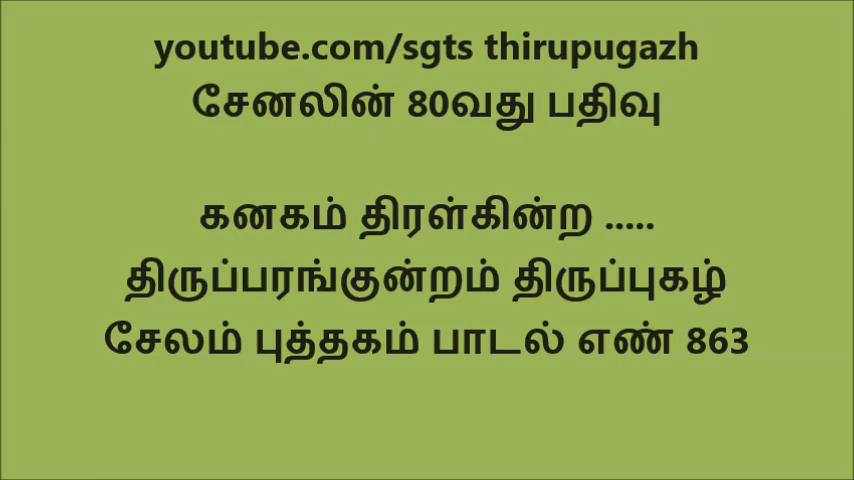 youtube.com/sgts thirupugazh
சேனலின் 80வது பதிவு
கனகம் திரள்கின்ற .....
திருப்பரங்குன்றம் திருப்புகழ்
சேலம் புத்தகம் பாடல் எண் 863